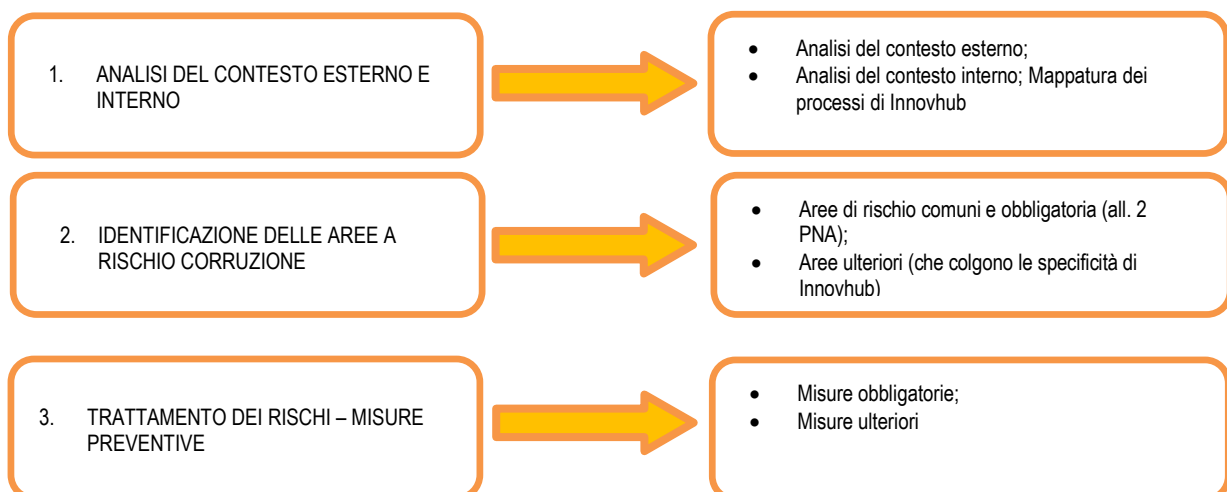 1. ANALISI DEL CONTESTO ESTERNO E
INTERNO
• Analisi del contesto esterno;
• Analisi del contesto interno; Mappatura dei
processi di Innovhub
2. IDENTIFICAZIONE DELLE AREE A
RISCHIO CORRUZIONE
• Aree di rischio comuni e obbligatoria (all. 2
PNA);
• Aree ulteriori (che colgono le specificità di
Innovhub)
3. TRATTAMENTO DEI RISCHI – MISURE
PREVENTIVE
• Misure obbligatorie;
• Misure ulteriori